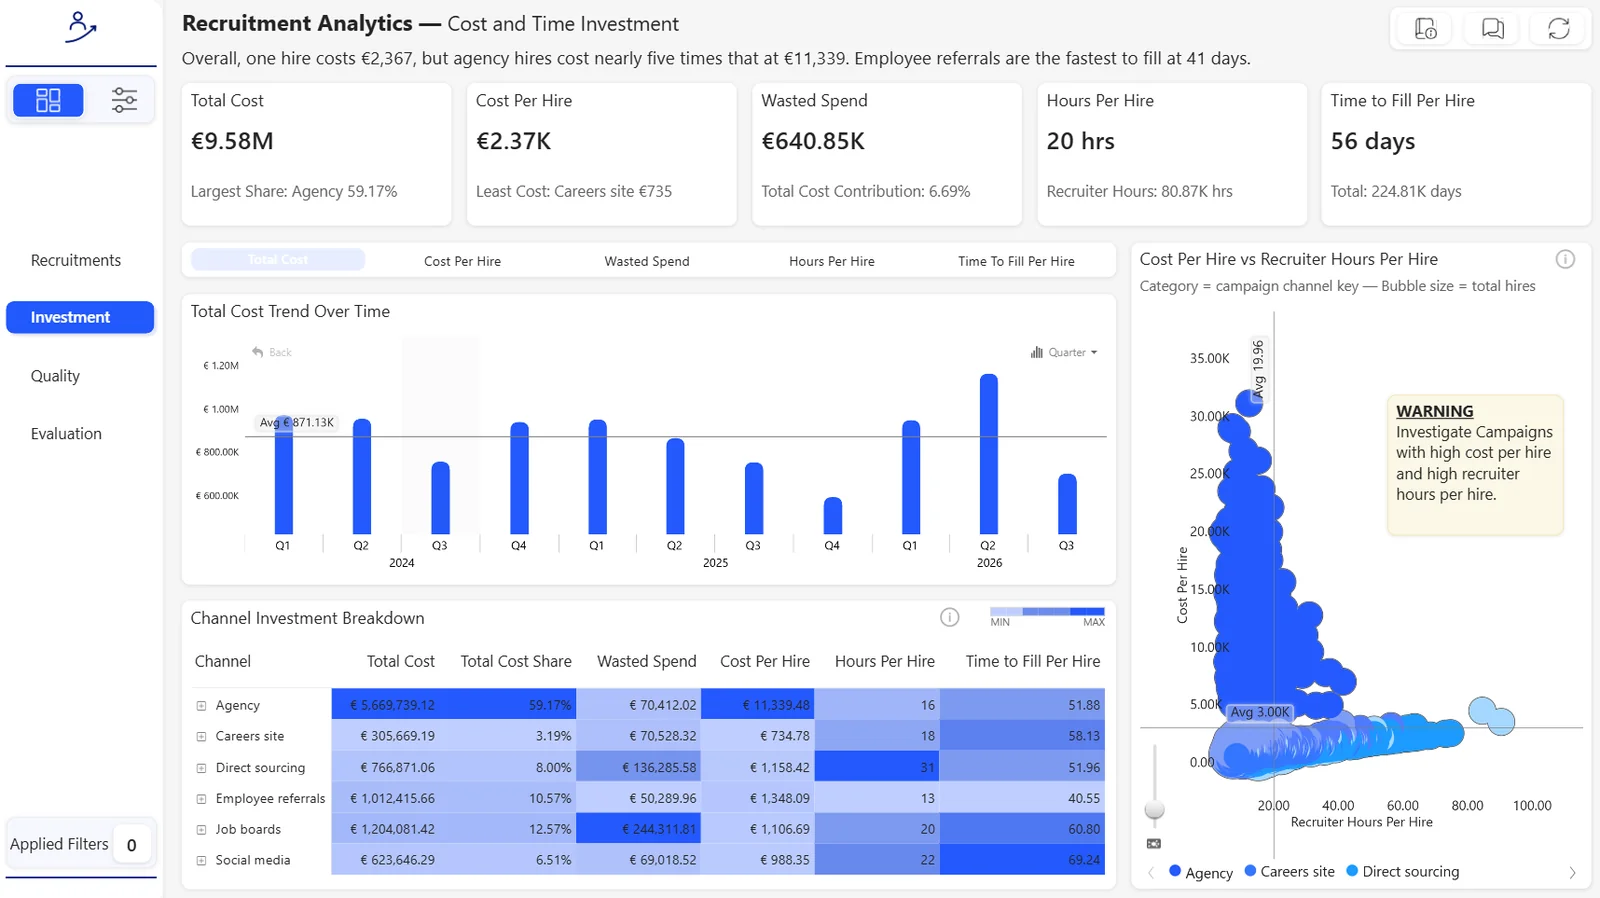 Recruitment Analytics — Cost and Time Investment
Overall, one hire costs €2,367, but agency hires cost nearly five times that at €11,339. Employee referrals are the fastest to fill at 41 days.
Total Cost
€9.58M
Largest Share: Agency 59.17%
Cost Per Hire
€2.37K
Least Cost: Careers site €735
Wasted Spend
€640.85K
Total Cost Contribution: 6.69%
Hours Per Hire
20 hrs
Recruiter Hours: 80.87K hrs
Time to Fill Per Hire
56 days
Total: 224.81K days
Recruitments
Investment
Quality
Evaluation
Applied Filters 0
Total Cost Cost Per Hire Wasted Spend Hours Per Hire Time To Fill Per Hire
Total Cost Trend Over Time
Back
Quarter
€ 1.20M
€ 1.00M
€ 800.00K
€ 600.00K
Avg € 871.13K
Q1 Q2 Q3 Q4 Q1 Q2 Q3 Q4 Q1 Q2 Q3
2024 2025 2026
Channel Investment Breakdown
MIN MAX
Channel Total Cost Total Cost Share Wasted Spend Cost Per Hire Hours Per Hire Time to Fill Per Hire
Agency € 5,669,739.12 59.17% € 70,412.02 € 11,339.48 16 51.88
Careers site € 305,669.19 3.19% € 70,528.32 € 734.78 18 58.13
Direct sourcing € 766,871.06 8.00% € 136,285.58 € 1,158.42 31 51.96
Employee referrals € 1,012,415.66 10.57% € 50,289.96 € 1,348.09 13 40.55
Job boards € 1,204,081.42 12.57% € 244,311.81 € 1,106.69 20 60.80
Social media € 623,646.29 6.51% € 69,018.52 € 988.35 22 69.24
Cost Per Hire vs Recruiter Hours Per Hire
Category = campaign channel key — Bubble size = total hires
35.00K
30.00K
25.00K
20.00K
15.00K
10.00K
5.00K
0.00
Cost Per Hire
Avg 19.96
Avg 3.00K
WARNING
Investigate Campaigns
with high cost per hire
and high recruiter
hours per hire.
20.00 40.00 60.00 80.00 100.00
Recruiter Hours Per Hire
Agency Careers site Direct sourcing